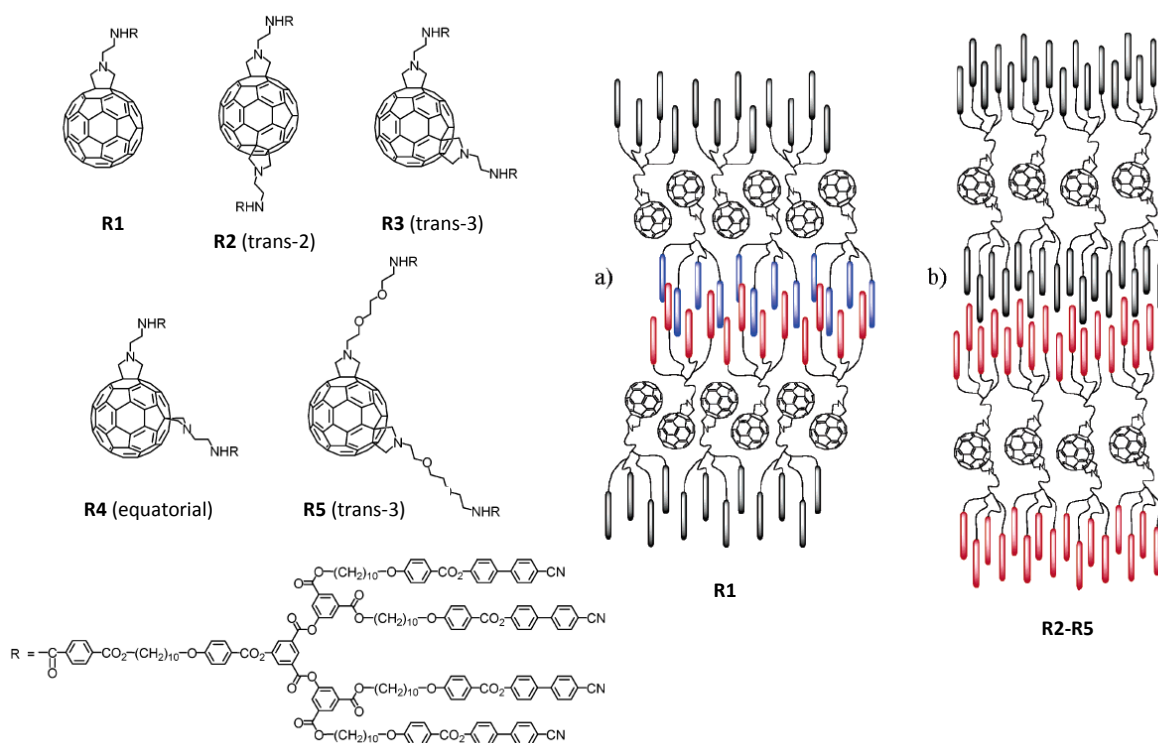 NHR
N
R1
NHR
N
N
RHN
R2 (trans-2)
NHR
N
N
NHR
R3 (trans-3)
NHR
N
N
NHR
R4 (equatorial)
NHR
O
O
N
N
O
NHR
R5 (trans-3)
a)
R1
b)
R2-R5
O O-(CH2)10-O CO2 CN
O O O-(CH2)10-O CO2 CN
O O
R = CO2-(CH2)10-O CO2
O
O O
O O O-(CH2)10-O CO2 CN
O O-(CH2)10-O CO2 CN